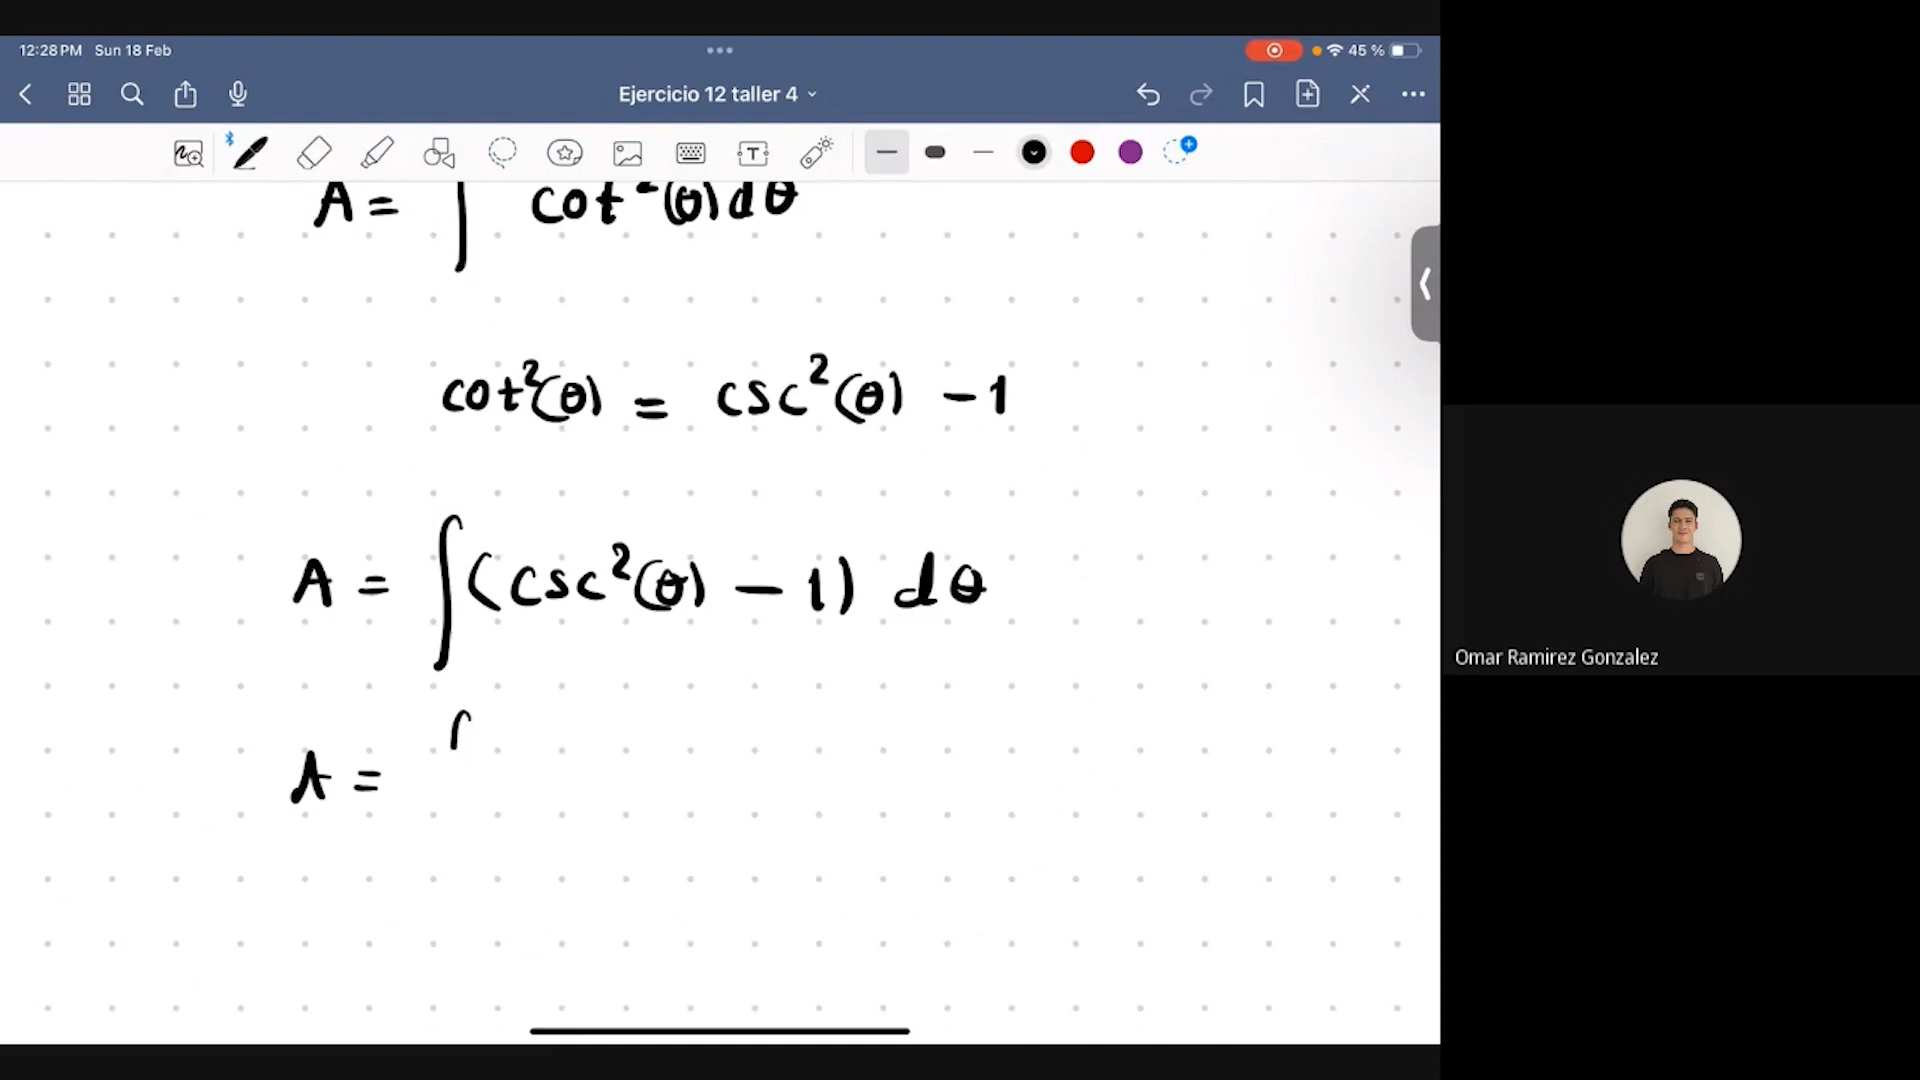 12:28 PM Sun 18 Feb
45 %
Ejercicio 12 taller 4
T
A = ∫ cot²(θ)dθ
cot²(θ) = csc²(θ) - 1
A = ∫(csc²(θ) - 1) dθ
A =
Omar Ramirez Gonzalez